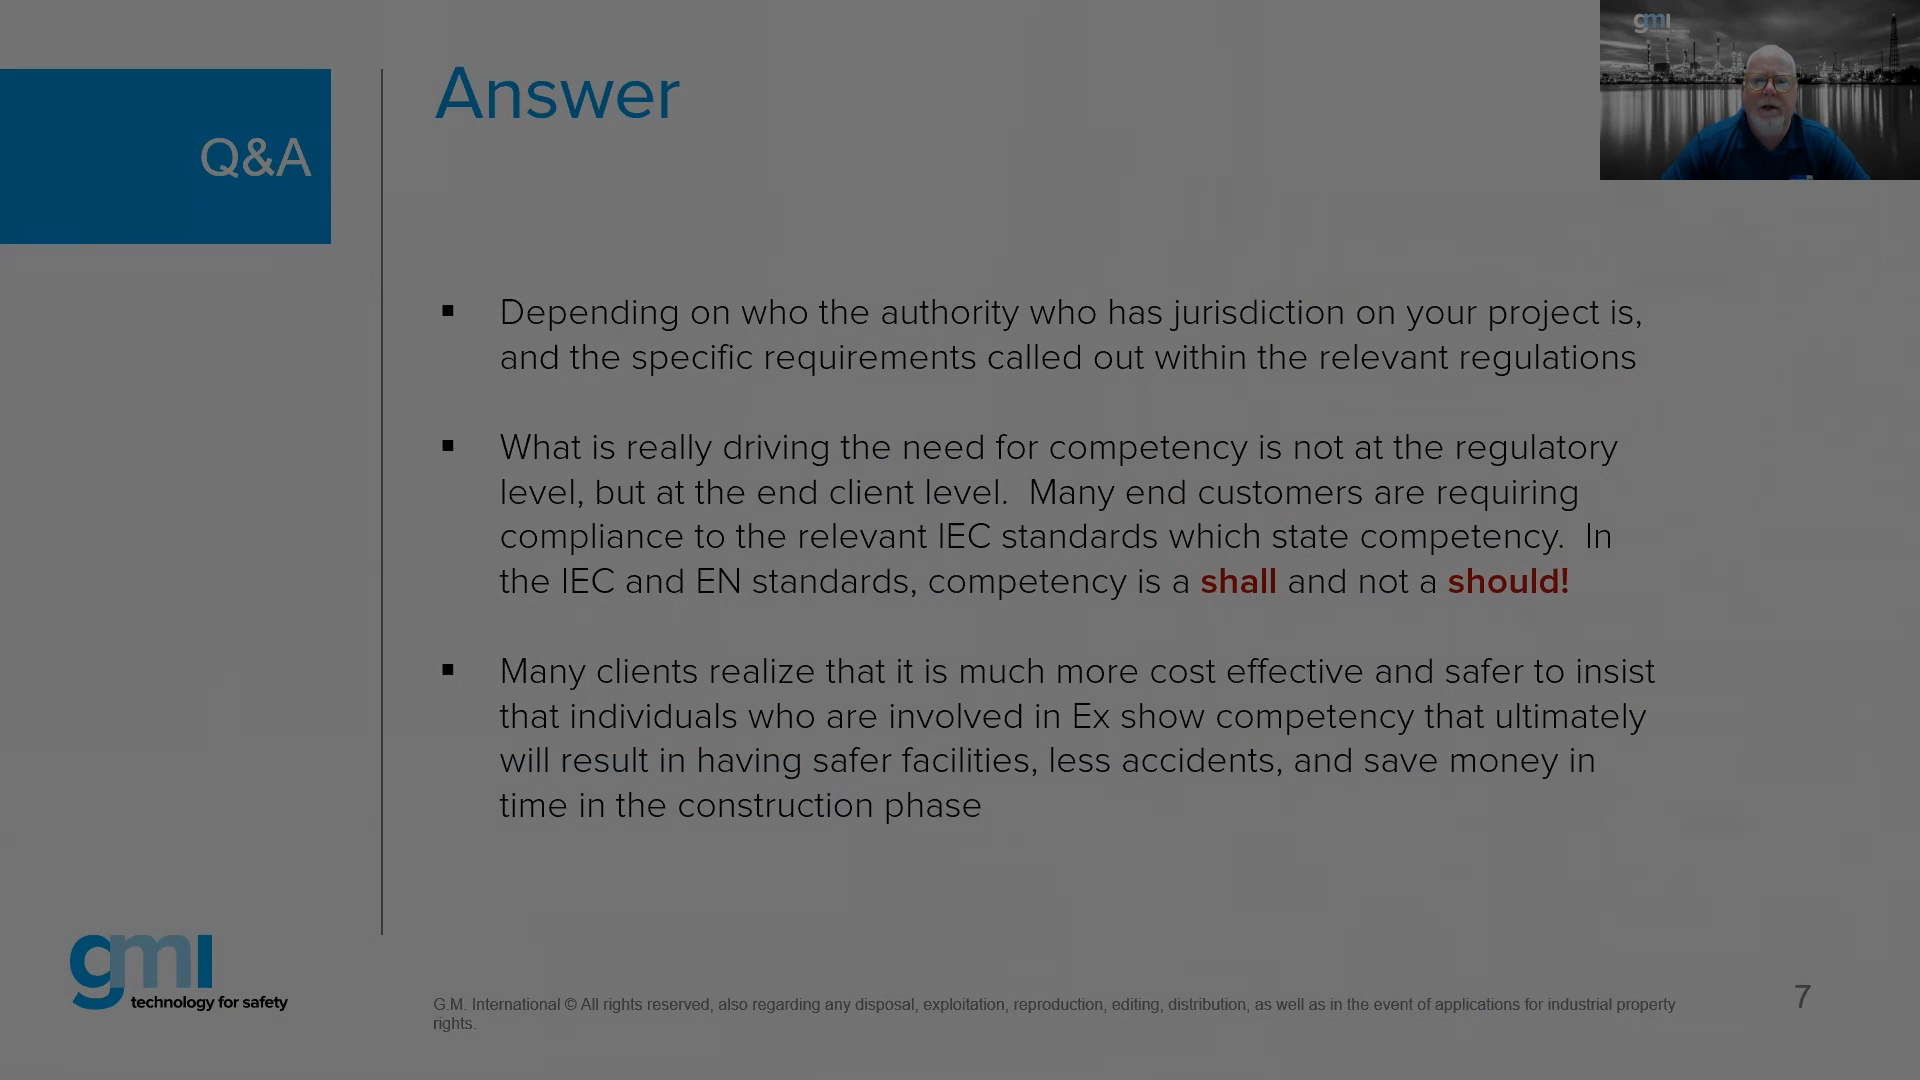 gmi
Answer
Q&A
▪ Depending on who the authority who has jurisdiction on your project is,
and the specific requirements called out within the relevant regulations
▪ What is really driving the need for competency is not at the regulatory
level, but at the end client level.  Many end customers are requiring
compliance to the relevant IEC standards which state competency.  In
the IEC and EN standards, competency is a shall and not a should!
▪ Many clients realize that it is much more cost effective and safer to insist
that individuals who are involved in Ex show competency that ultimately
will result in having safer facilities, less accidents, and save money in
time in the construction phase
gmi
technology for safety
G.M. International © All rights reserved, also regarding any disposal, exploitation, reproduction, editing, distribution, as well as in the event of applications for industrial property
rights.
7